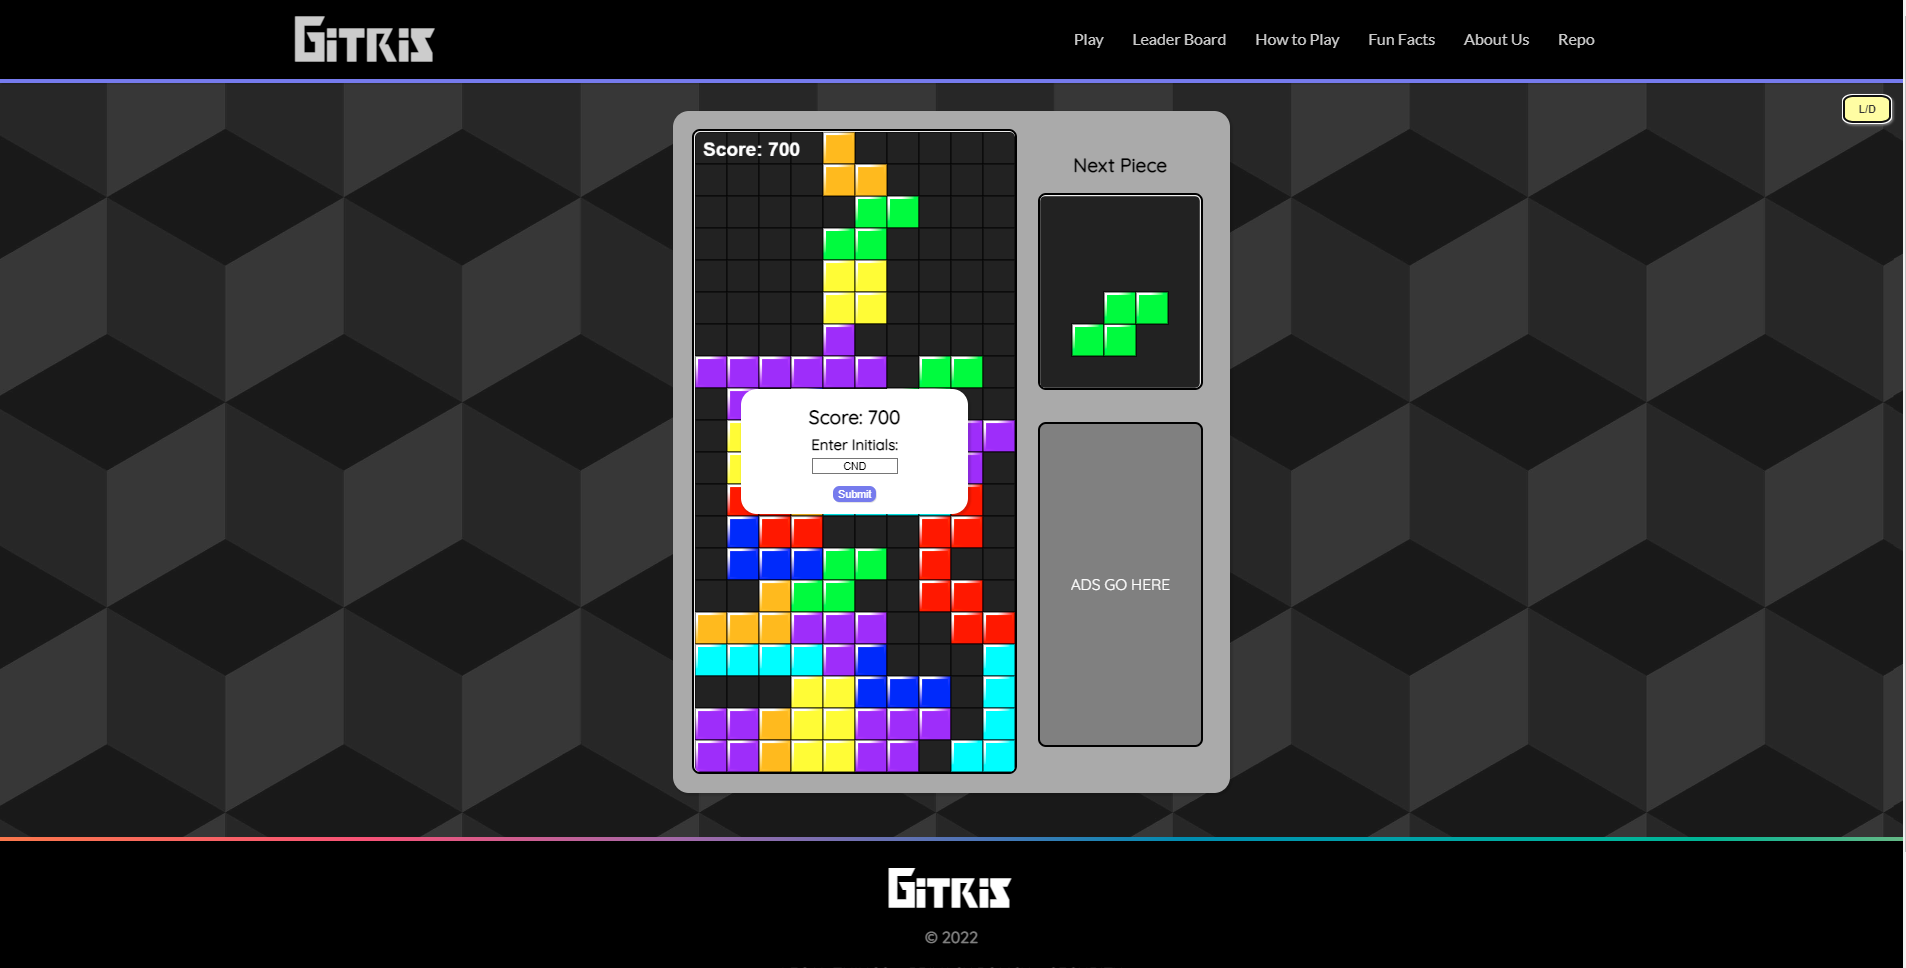 GiTRiS
Play
Leader Board
How to Play
Fun Facts
About Us
Repo
L/D
Score: 700
Next Piece
Score: 700
Enter Initials:
CND
Submit
ADS GO HERE
GiTRiS
© 2022